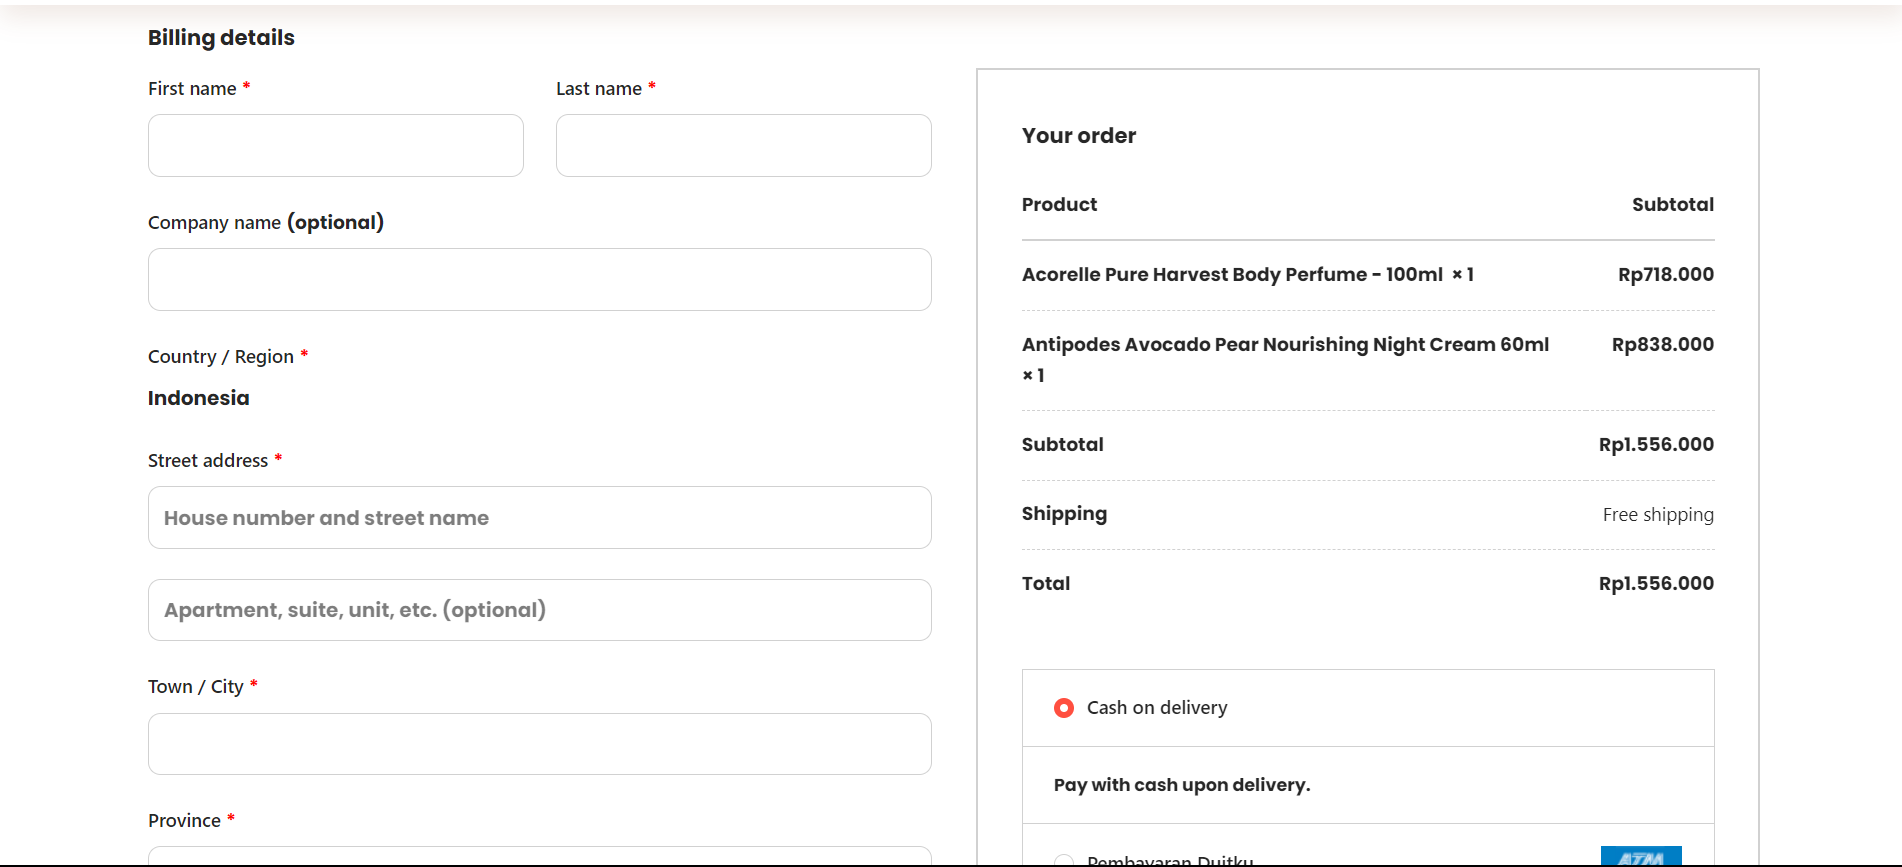 Billing details
First name *
Last name *
Company name (optional)
Country / Region *
Indonesia
Street address *
House number and street name
Apartment, suite, unit, etc. (optional)
Town / City *
Province *
Your order
Product Subtotal
Acorelle Pure Harvest Body Perfume - 100ml × 1 Rp718.000
Antipodes Avocado Pear Nourishing Night Cream 60ml Rp838.000
× 1
Subtotal Rp1.556.000
Shipping Free shipping
Total Rp1.556.000
Cash on delivery
Pay with cash upon delivery.
Pembayaran Duitku
ATM